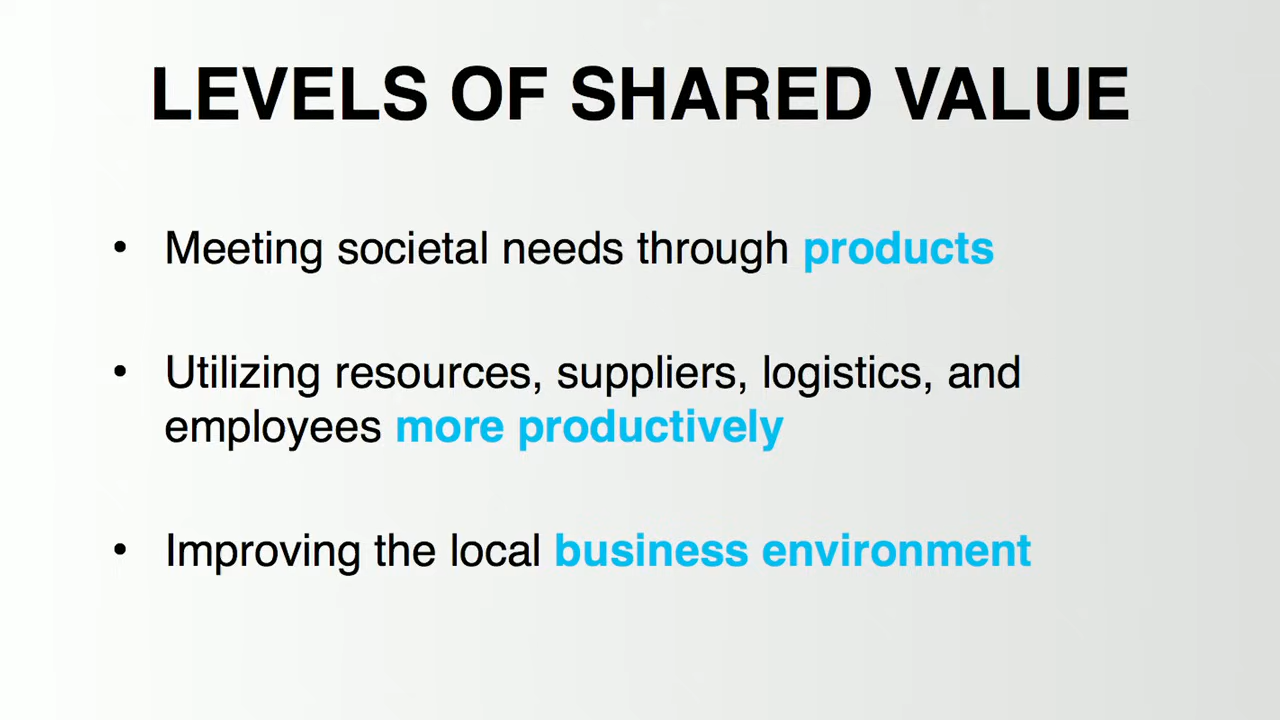 LEVELS OF SHARED VALUE
• Meeting societal needs through products
• Utilizing resources, suppliers, logistics, and
employees more productively
• Improving the local business environment